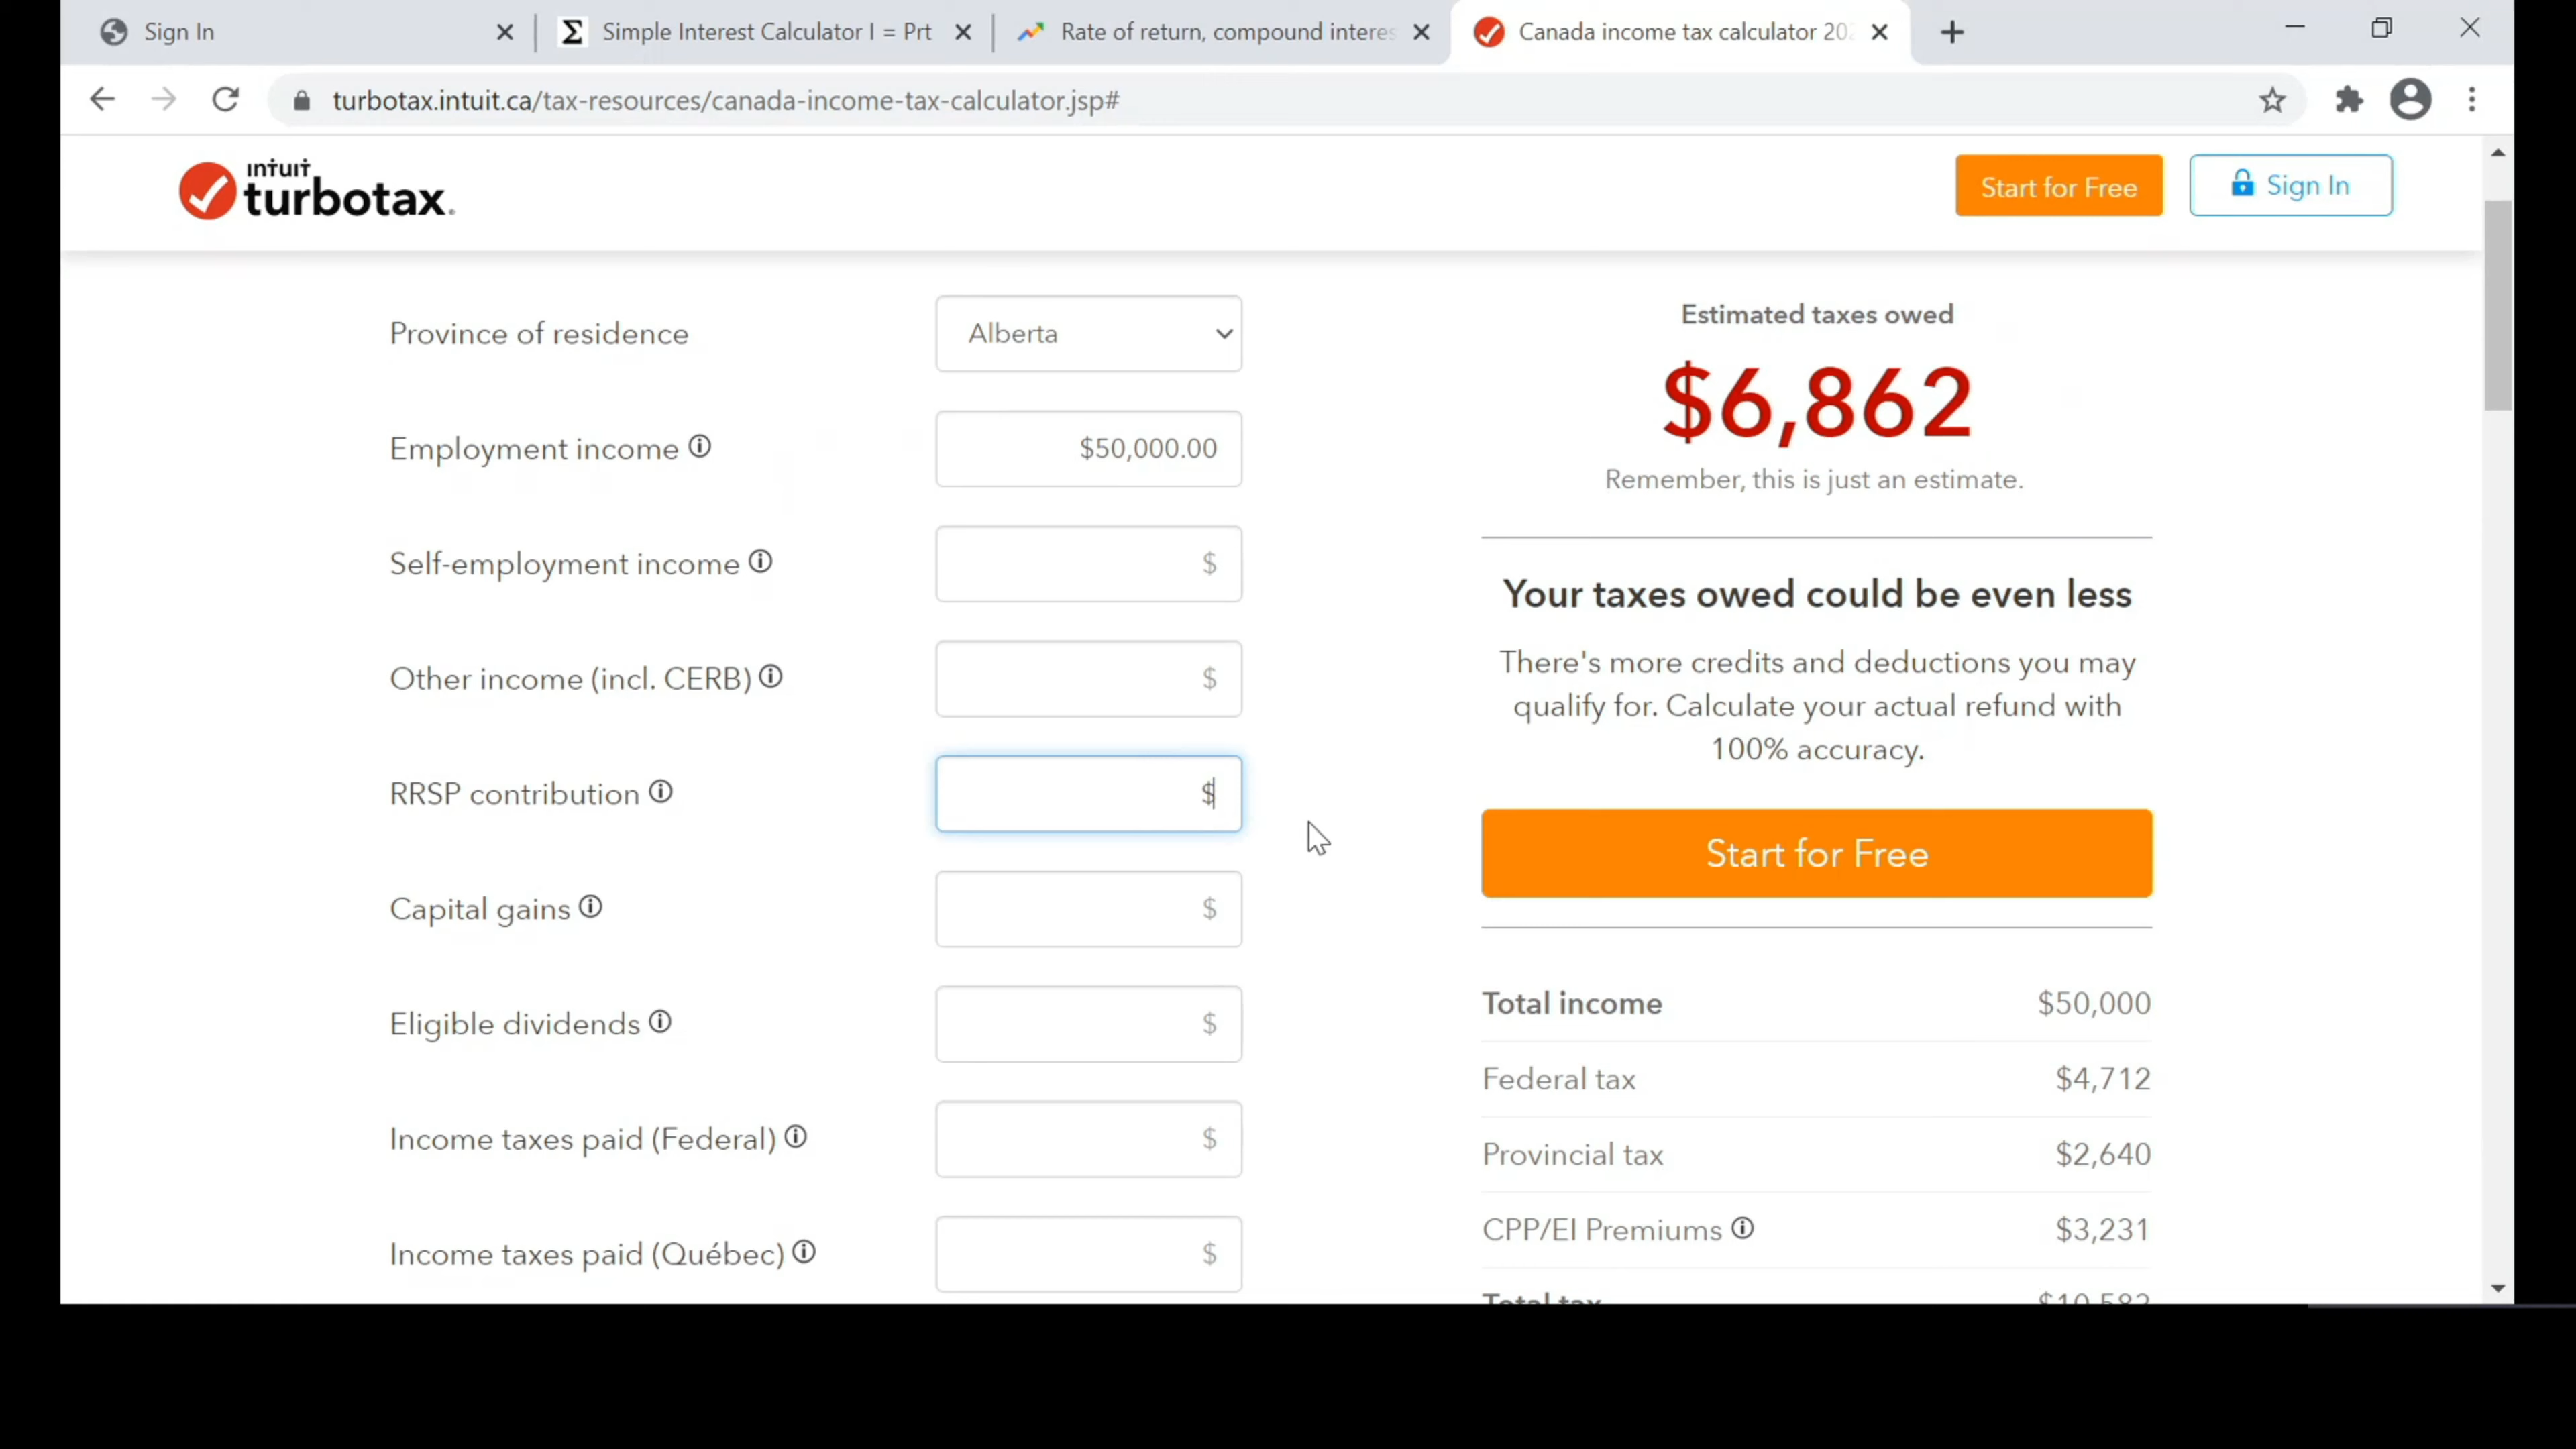 Sign In
Simple Interest Calculator I = Prt
Rate of return, compound interes
Canada income tax calculator 202
turbotax.intuit.ca/tax-resources/canada-income-tax-calculator.jsp#
intuit
turbotax.
Start for Free
Sign In
Province of residence
Alberta
Employment income
$50,000.00
Self-employment income
$
Other income (incl. CERB)
$
RRSP contribution
$
Capital gains
$
Eligible dividends
$
Income taxes paid (Federal)
$
Income taxes paid (Québec)
$
Estimated taxes owed
$6,862
Remember, this is just an estimate.
Your taxes owed could be even less
There's more credits and deductions you may
qualify for. Calculate your actual refund with
100% accuracy.
Start for Free
Total income $50,000
Federal tax $4,712
Provincial tax $2,640
CPP/EI Premiums $3,231
Total tax $10,582